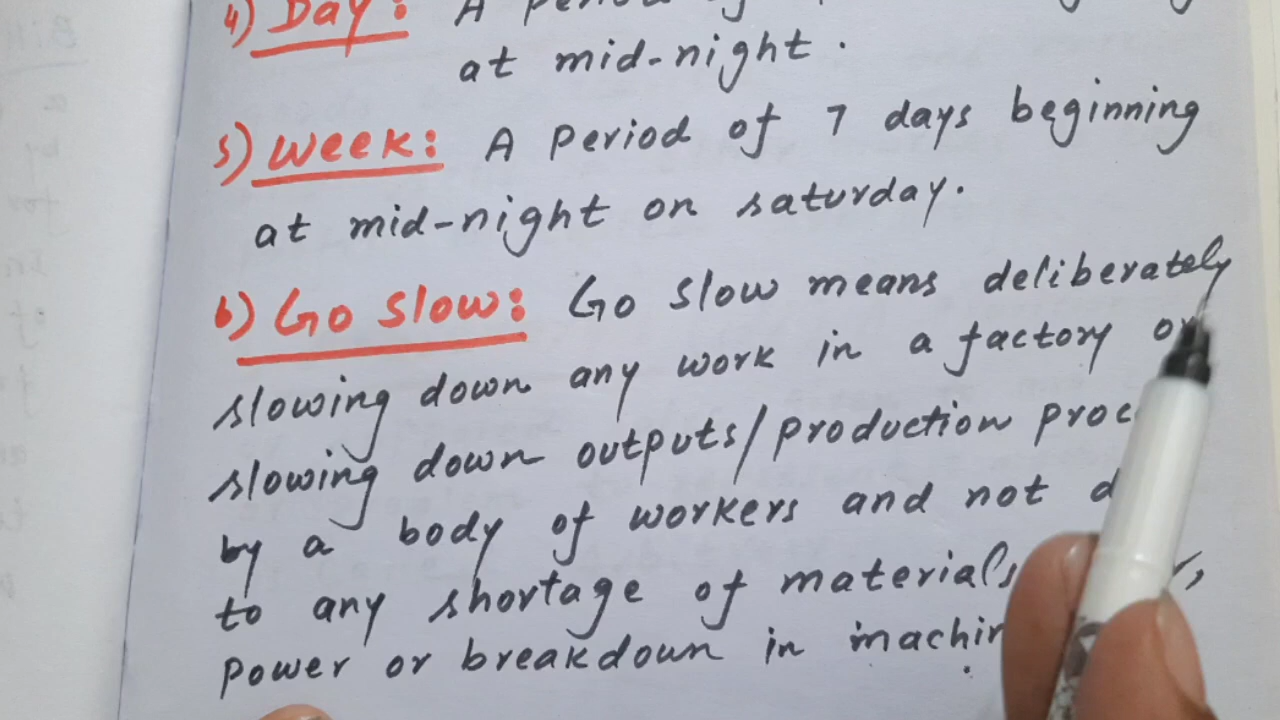 4) Day: A
at mid-night.
5) Week: A Period of 7 days beginning
at mid-night on saturday.
6) Go Slow: Go slow means deliberately
slowing down any work in a factory or
slowing down outputs/production
by a body of workers and not
to any shortage of materials
power or breakdown in